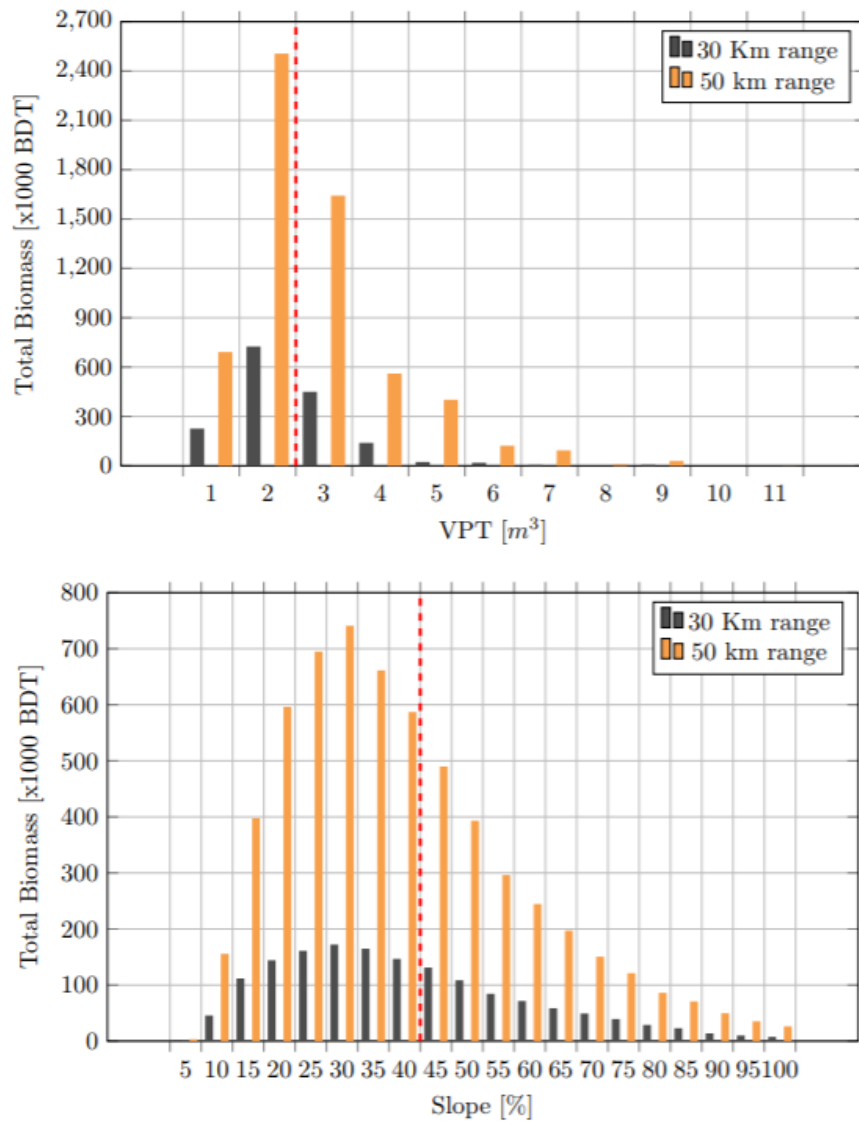 2,700
2,400
2,100
1,800
1,500
1,200
900
600
300
0
Total Biomass [x1000 BDT]
30 Km range
50 km range
1 2 3 4 5 6 7 8 9 10 11
VPT [m³]
800
700
600
500
400
300
200
100
0
Total Biomass [x1000 BDT]
30 Km range
50 km range
5 10 15 20 25 30 35 40 45 50 55 60 65 70 75 80 85 90 95 100
Slope [%]